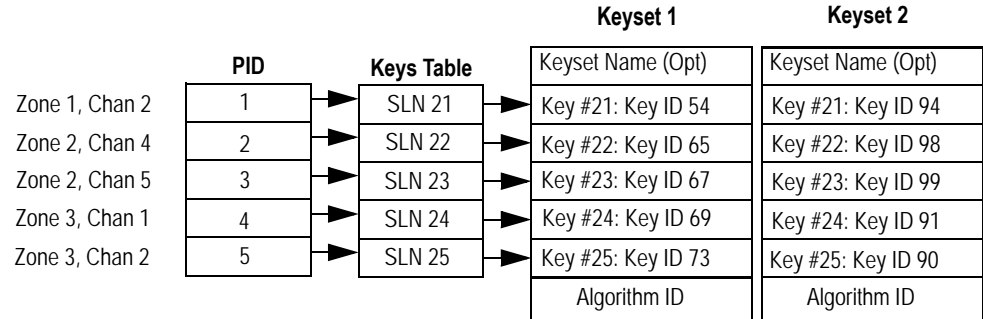 Keyset 1 Keyset 2
PID Keys Table Keyset Name (Opt) Keyset Name (Opt)
Zone 1, Chan 2 1 SLN 21 Key #21: Key ID 54 Key #21: Key ID 94
Zone 2, Chan 4 2 SLN 22 Key #22: Key ID 65 Key #22: Key ID 98
Zone 2, Chan 5 3 SLN 23 Key #23: Key ID 67 Key #23: Key ID 99
Zone 3, Chan 1 4 SLN 24 Key #24: Key ID 69 Key #24: Key ID 91
Zone 3, Chan 2 5 SLN 25 Key #25: Key ID 73 Key #25: Key ID 90
Algorithm ID Algorithm ID